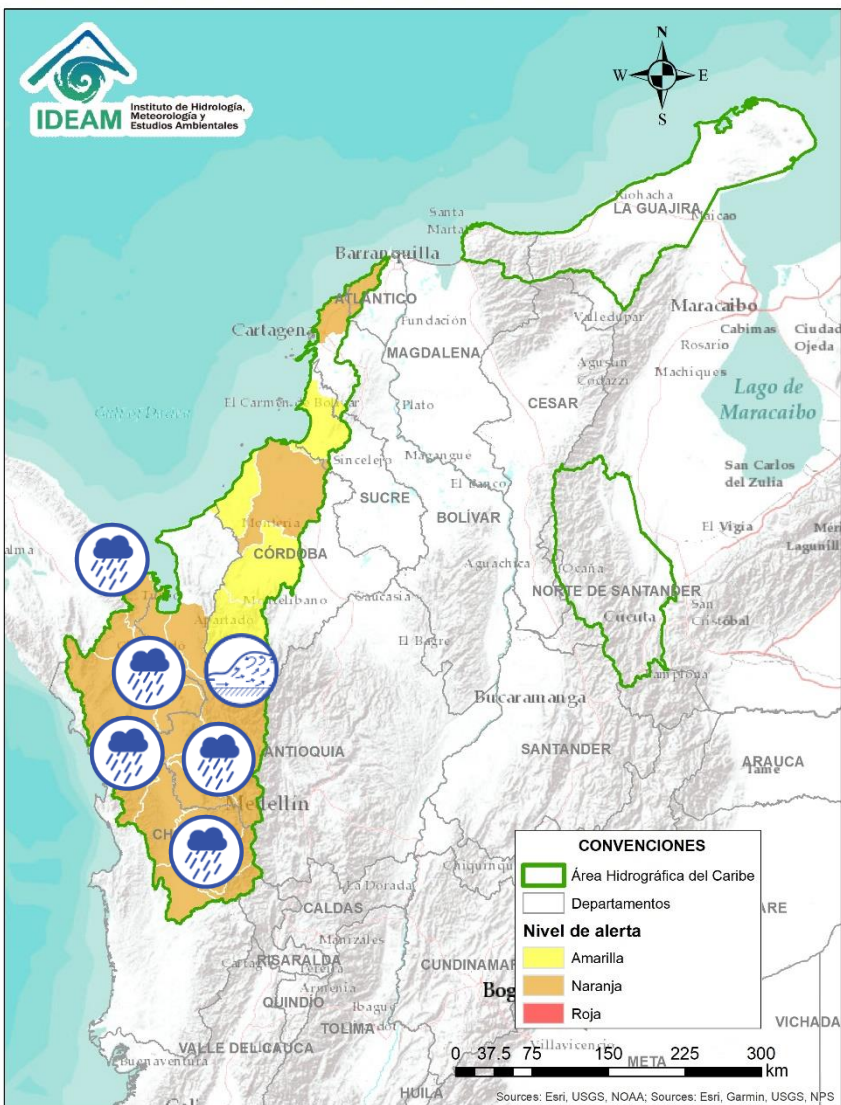 IDEAM
Instituto de Hidrología,
Meteorología y
Estudios Ambientales
N
W
E
S
Riohacha
LA GUAJIRA
Maicao
Santa
Marta
Barranquilla
ATLÁNTICO
Cartagena
Fundación
MAGDALENA
Valledupar
Maracaibo
Cabimas
Ciudad
Ojeda
Rosario
Machiques
Agustín
Codazzi
CESAR
Lago de
Maracaibo
El Carmen de Bolívar
Plato
Sincelejo
Magangué
SUCRE
El Banco
BOLÍVAR
San Carlos
del Zulia
El Vigía
Montería
CÓRDOBA
Aguachica
Ocaña
NORTE DE SANTANDER
San
Cristóbal
Cúcuta
Montelibano
Caucasia
Apartadó
El Bagre
Bucaramanga
ANTIOQUIA
SANTANDER
ARAUCA
Tame
Medellín
La Dorada
CALDAS
Manizales
RISARALDA
Pereira
Armenia
QUINDÍO
Ibagué
TOLIMA
VALLE DEL CAUCA
Buenaventura
HUILA
Villavicencio
META
VICHADA
CONVENCIONES
Área Hidrográfica del Caribe
Departamentos
Nivel de alerta
Amarilla
Naranja
Roja
0 37.5 75 150 225 300
km
Sources: Esri, USGS, NOAA; Sources: Esri, Garmin, USGS, NPS